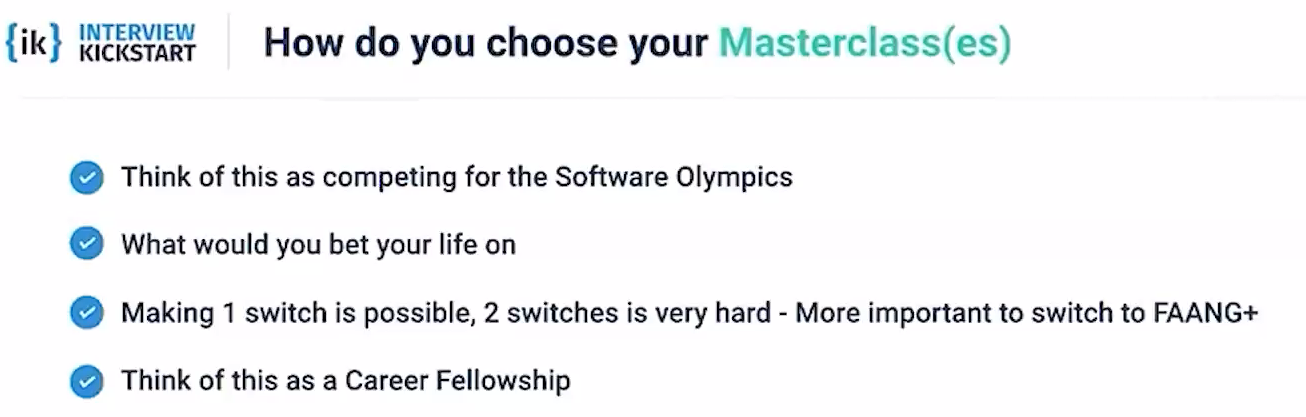 {ik} INTERVIEW KICKSTART
How do you choose your Masterclass(es)
Think of this as competing for the Software Olympics
What would you bet your life on
Making 1 switch is possible, 2 switches is very hard - More important to switch to FAANG+
Think of this as a Career Fellowship